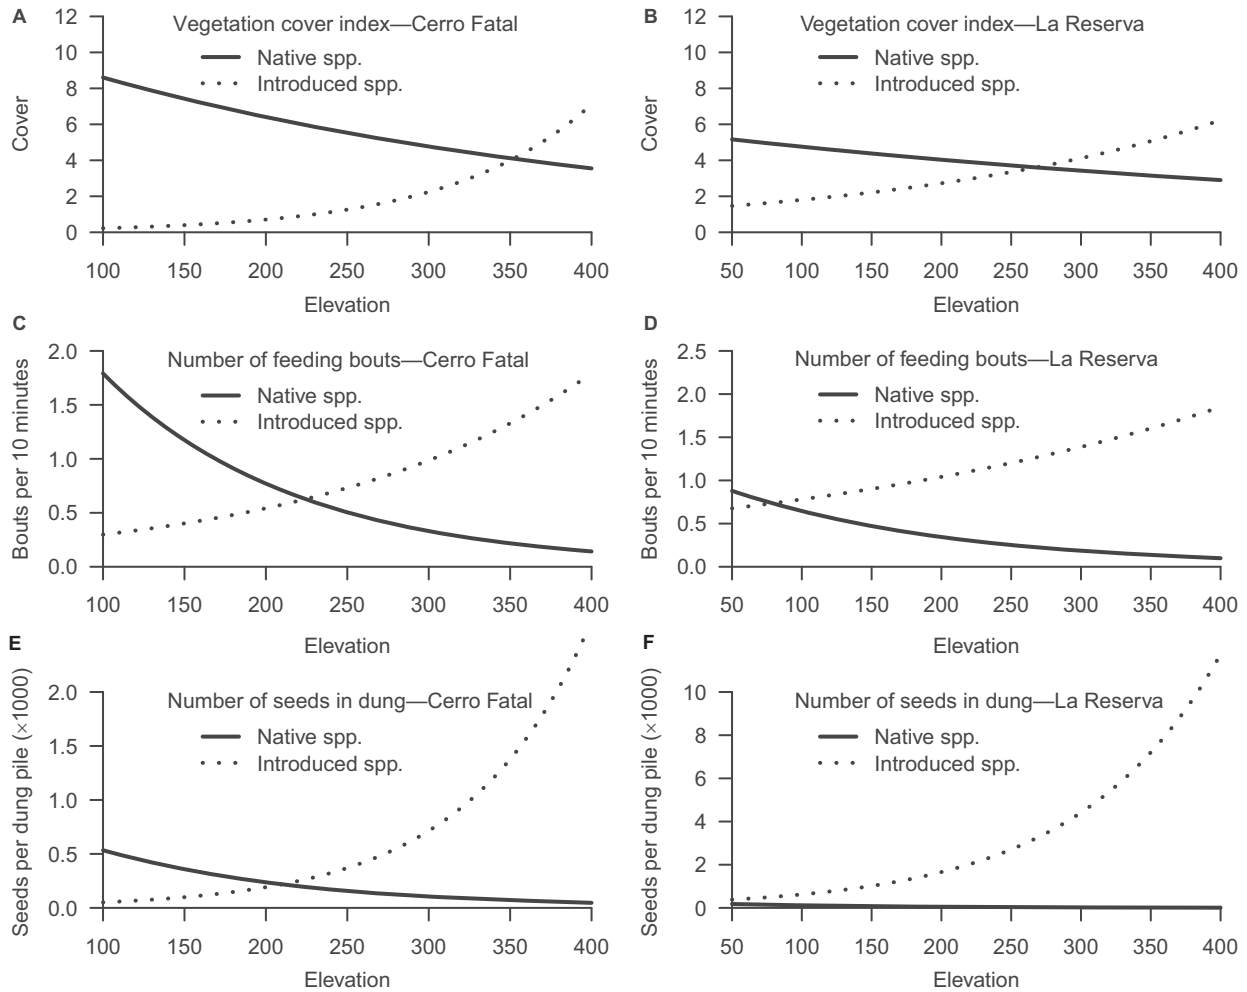 A
Vegetation cover index—Cerro Fatal
Native spp.
Introduced spp.
Cover
12
10
8
6
4
2
0
100 150 200 250 300 350 400
Elevation
B
Vegetation cover index—La Reserva
Native spp.
Introduced spp.
Cover
12
10
8
6
4
2
0
50 100 150 200 250 300 350 400
Elevation
C
Number of feeding bouts—Cerro Fatal
Native spp.
Introduced spp.
Bouts per 10 minutes
2.0
1.5
1.0
0.5
0.0
100 150 200 250 300 350 400
Elevation
D
Number of feeding bouts—La Reserva
Native spp.
Introduced spp.
Bouts per 10 minutes
2.5
2.0
1.5
1.0
0.5
0.0
50 100 150 200 250 300 350 400
Elevation
E
Number of seeds in dung—Cerro Fatal
Native spp.
Introduced spp.
Seeds per dung pile (×1000)
2.0
1.5
1.0
0.5
0.0
100 150 200 250 300 350 400
Elevation
F
Number of seeds in dung—La Reserva
Native spp.
Introduced spp.
Seeds per dung pile (×1000)
10
8
6
4
2
0
50 100 150 200 250 300 350 400
Elevation